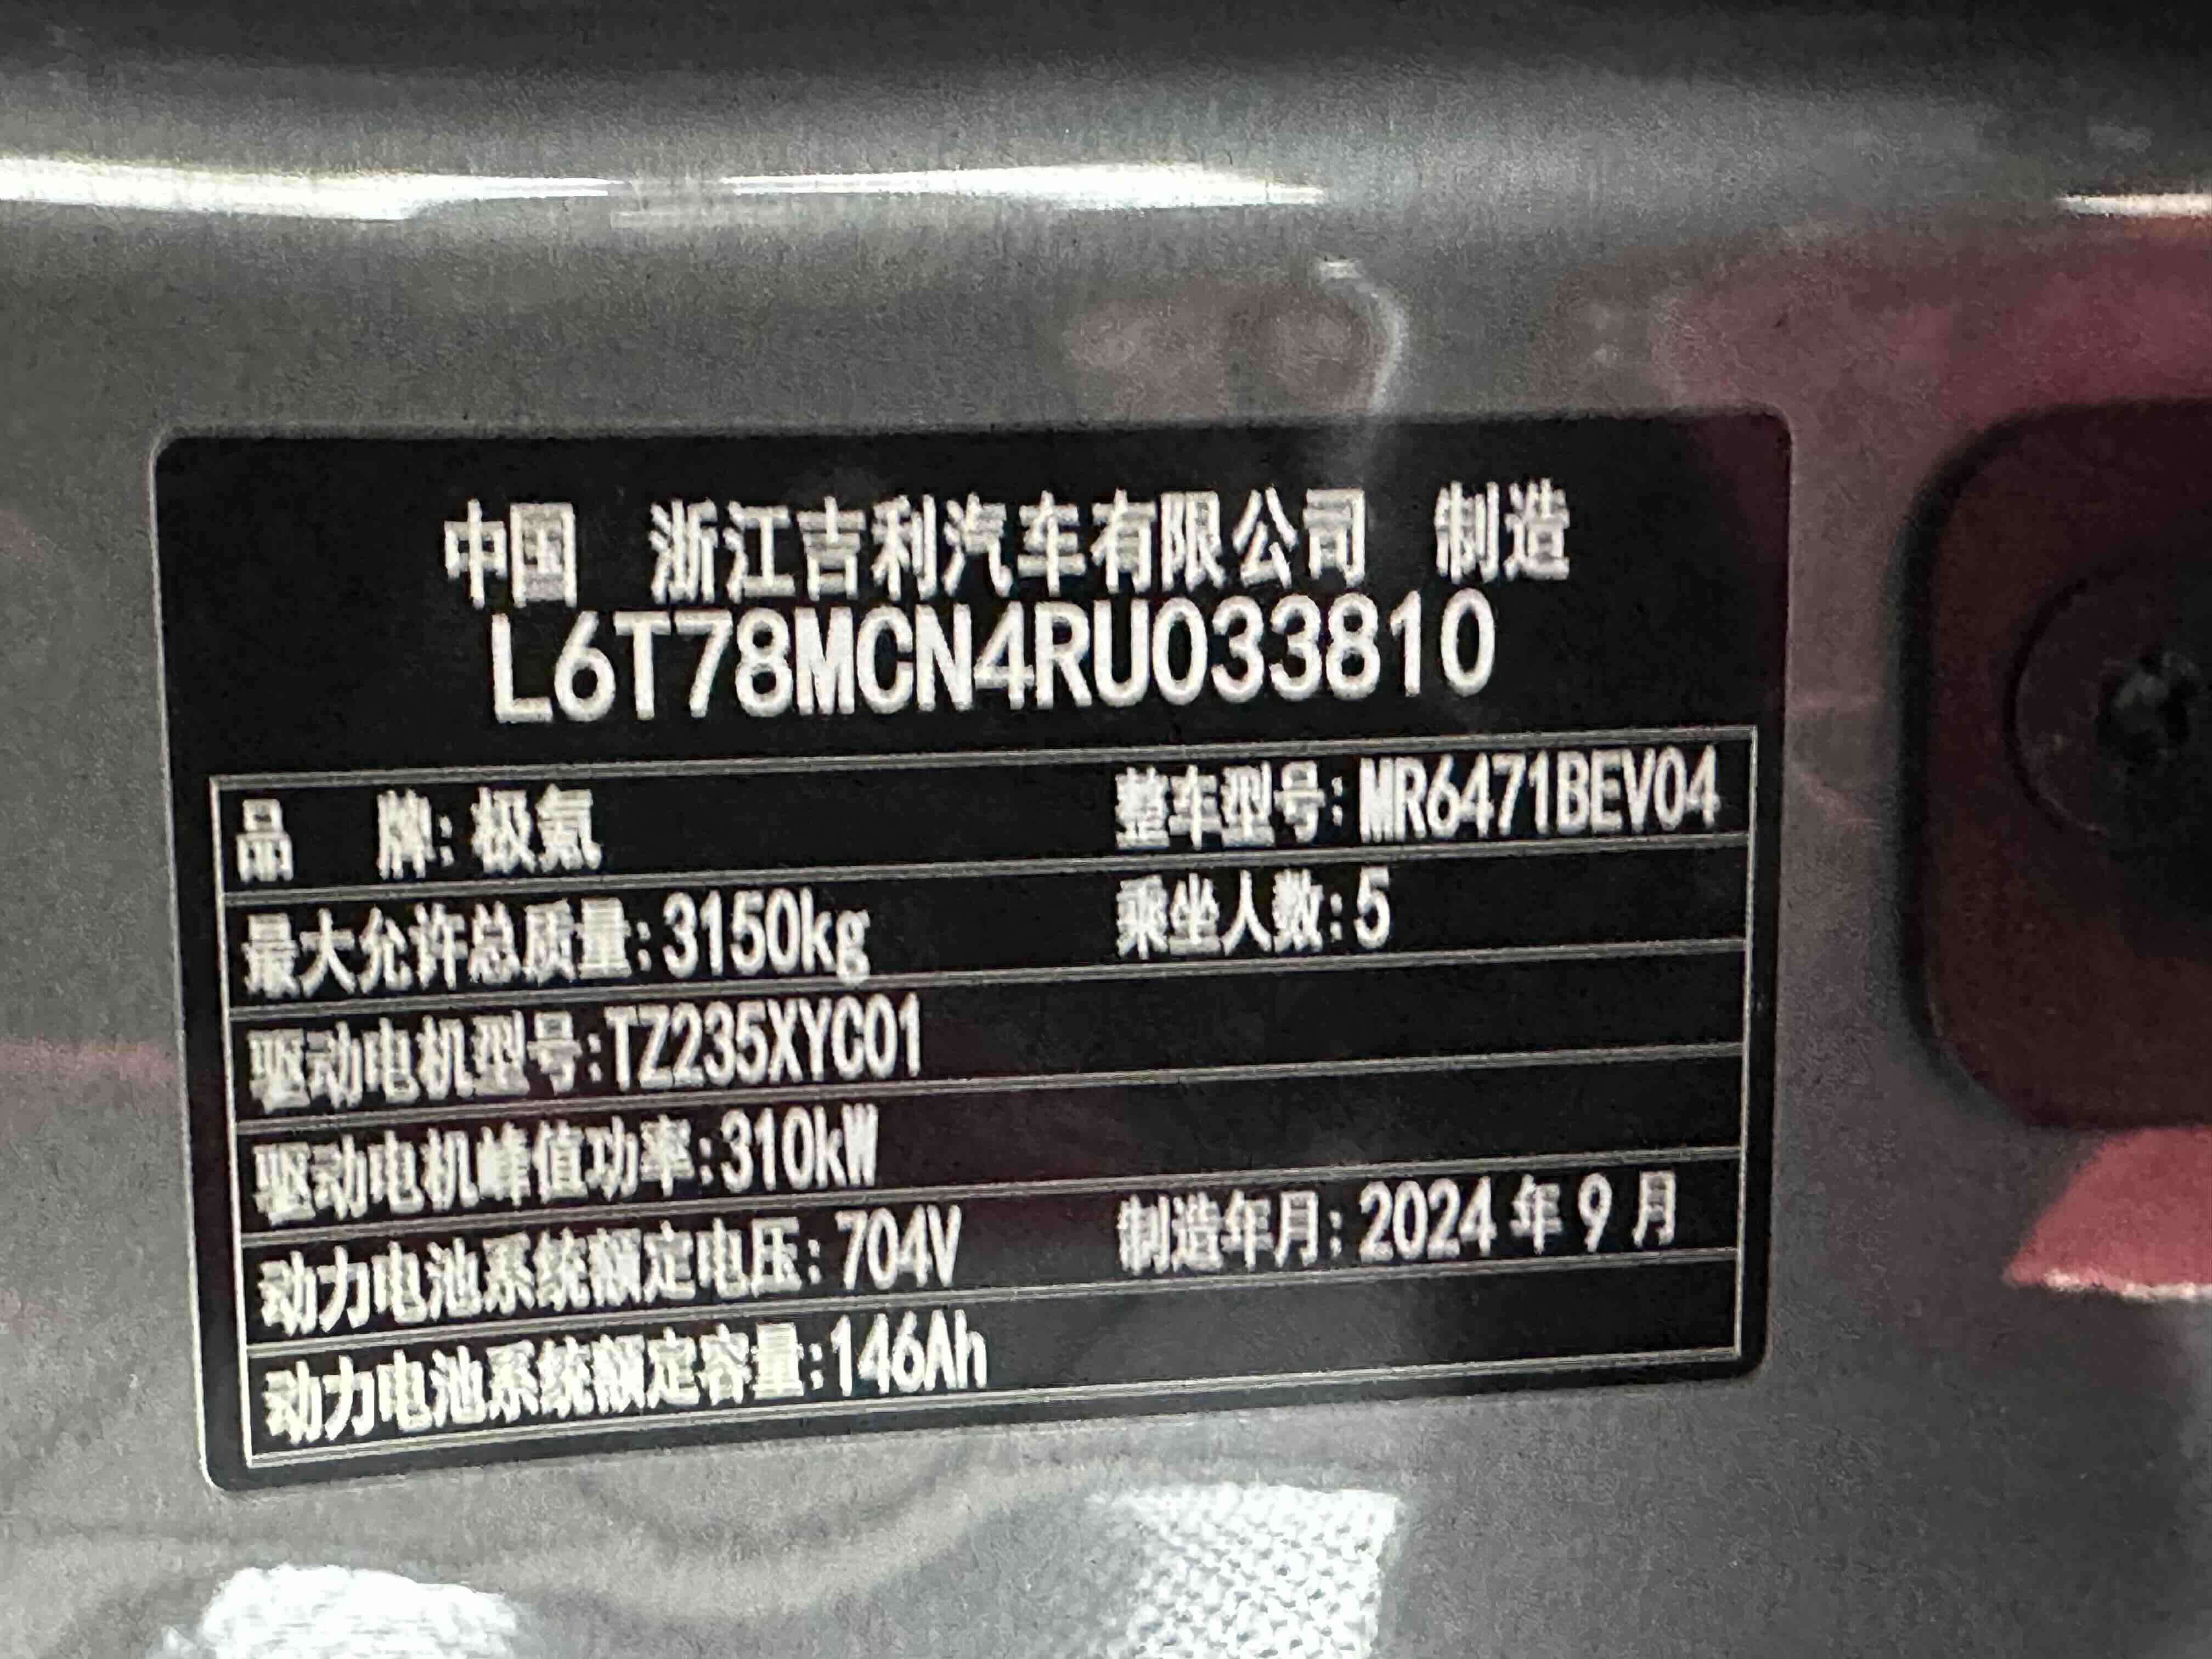 中国 浙江吉利汽车有限公司 制造
L6T78MCN4RU033810
品 牌:极氪 整车型号:MR6471BEV04
最大允许总质量:3150kg 乘坐人数:5
驱动电机型号:TZ235XYC01
驱动电机峰值功率:310kW
动力电池系统额定电压:704V 制造年月:2024年9月
动力电池系统额定容量:146Ah